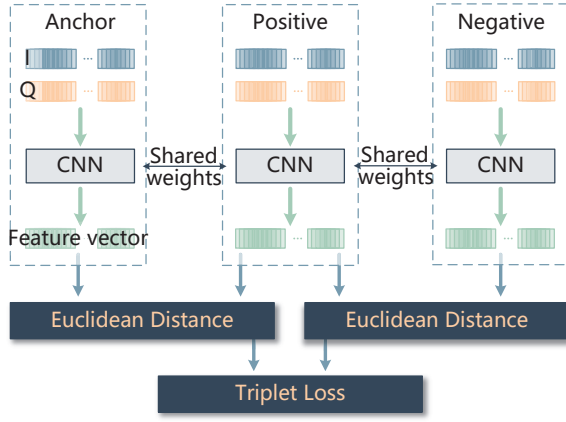 Anchor
Positive
Negative
I
...
...
...
Q
...
...
...
CNN
Shared
weights
CNN
Shared
weights
CNN
Feature vector
...
...
Euclidean Distance
Euclidean Distance
Triplet Loss